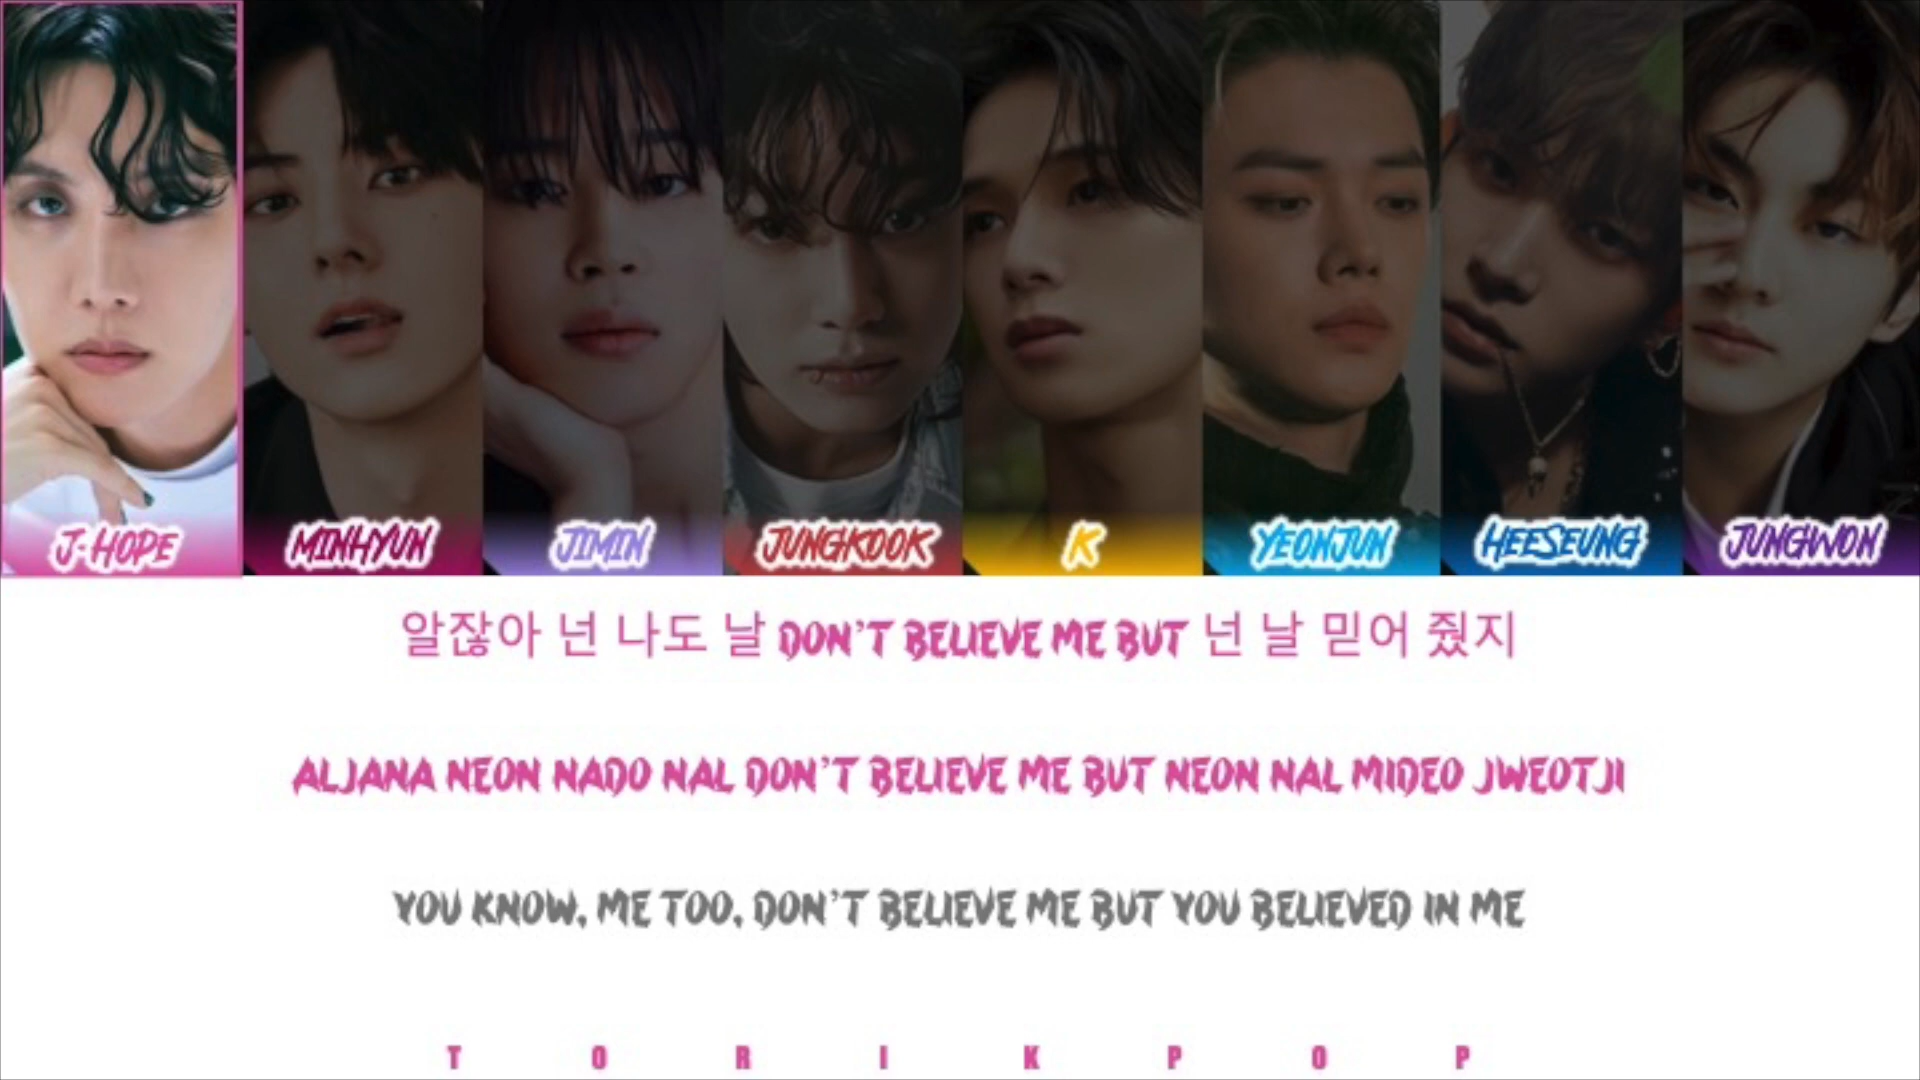 J-HOPE MINHYUN JIMIN JUNGKOOK K YEONJUN HEESEUNG JUNGWON
알잖아 넌 나도 날 DON'T BELIEVE ME BUT 넌 날 믿어 줬지
ALJANA NEON NADO NAL DON'T BELIEVE ME BUT NEON NAL MIDEO JWEOTJI
YOU KNOW, ME TOO, DON'T BELIEVE ME BUT YOU BELIEVED IN ME
T O R I K P O P